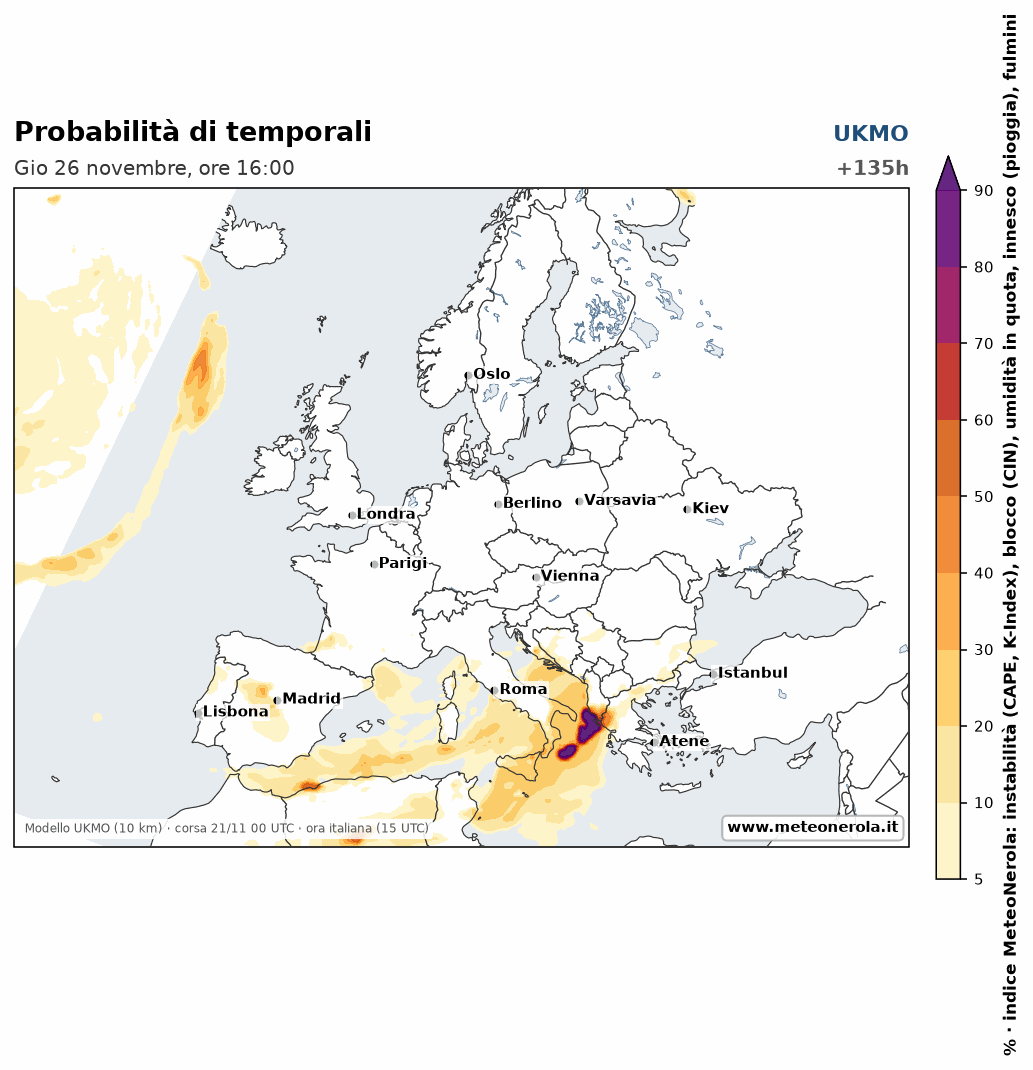 Probabilità di temporali
UKMO
Gio 26 novembre, ore 16:00
+135h
Oslo
Londra
Berlino
Varsavia
Kiev
Parigi
Vienna
Istanbul
Roma
Madrid
Lisbona
Atene
Modello UKMO (10 km) · corsa 21/11 00 UTC · ora italiana (15 UTC)
www.meteonerola.it
90
80
70
60
50
40
30
20
10
5
% · indice MeteoNerola: instabilità (CAPE, K-Index), blocco (CIN), umidità in quota, innesco (pioggia), fulmini